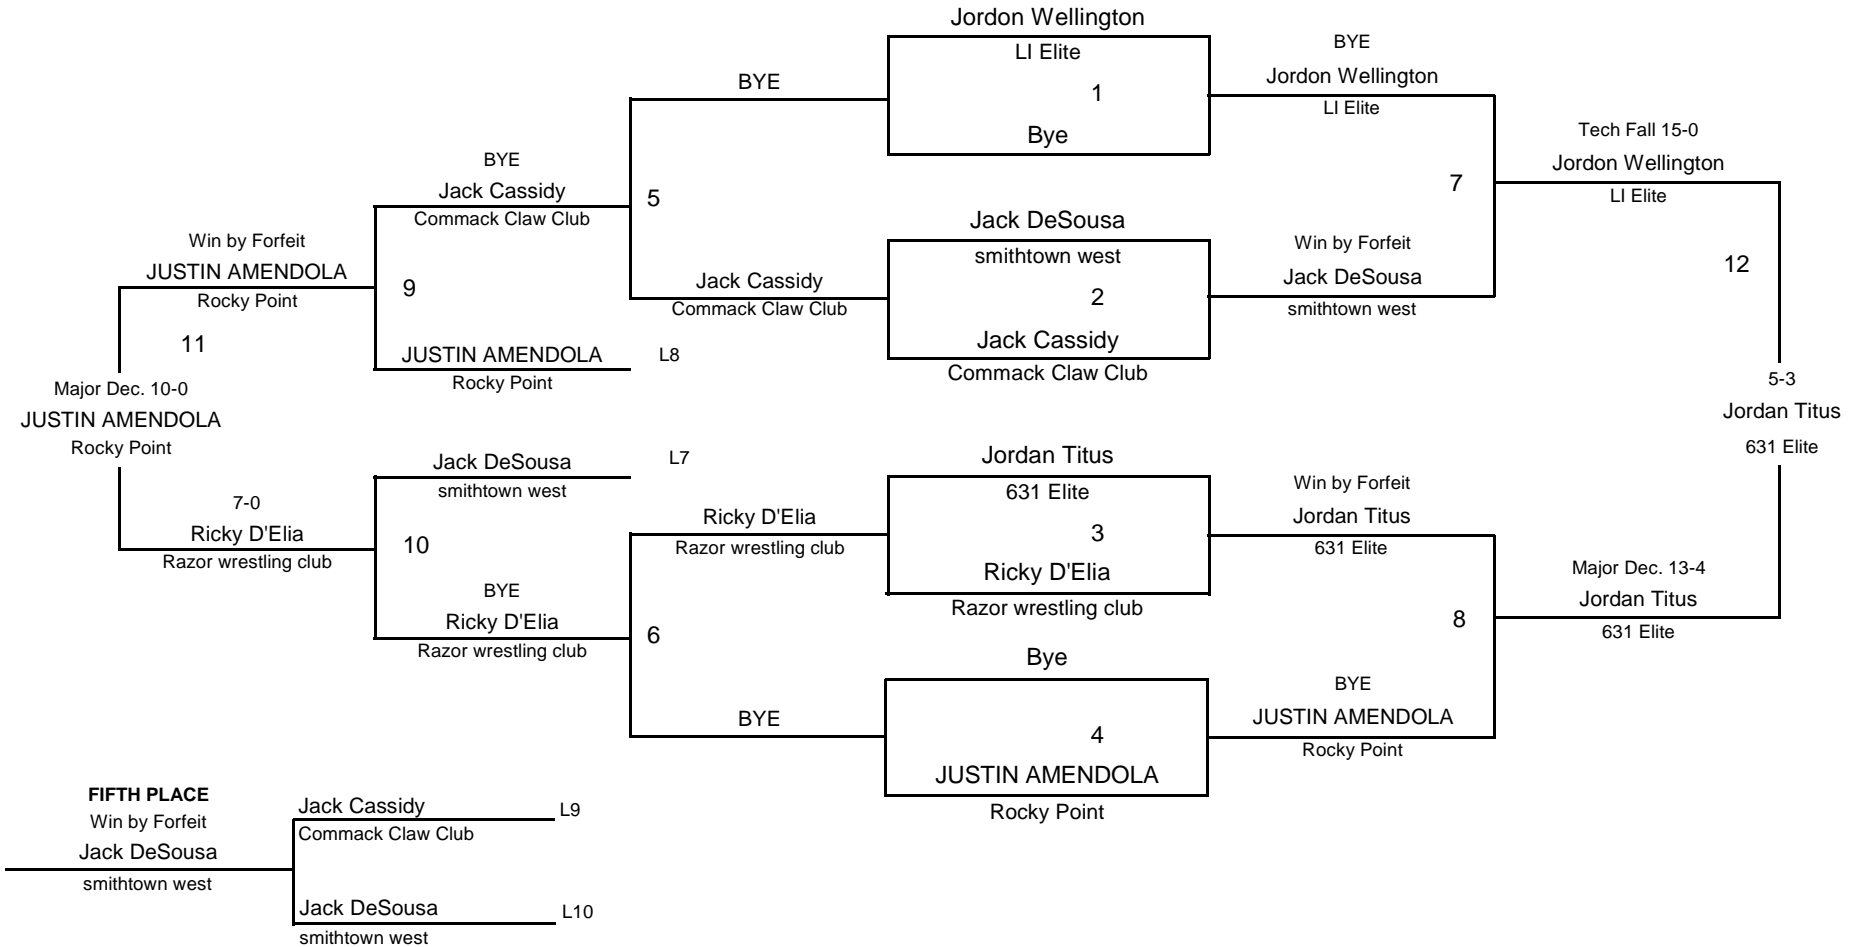 Jordon Wellington
LI Elite
1
Bye
BYE
Jordon Wellington
LI Elite
BYE
Tech Fall 15-0
Jordon Wellington
LI Elite
BYE
Jack Cassidy
Commack Claw Club
5
7
Jack DeSousa
smithtown west
2
Jack Cassidy
Commack Claw Club
Win by Forfeit
Jack DeSousa
smithtown west
12
Win by Forfeit
JUSTIN AMENDOLA
Rocky Point
9
Jack Cassidy
Commack Claw Club
11
JUSTIN AMENDOLA
Rocky Point
L8
Major Dec. 10-0
JUSTIN AMENDOLA
Rocky Point
5-3
Jordan Titus
631 Elite
Jack DeSousa
smithtown west
L7
Jordan Titus
631 Elite
3
Ricky D'Elia
Razor wrestling club
Win by Forfeit
Jordan Titus
631 Elite
7-0
Ricky D'Elia
Razor wrestling club
10
Ricky D'Elia
Razor wrestling club
Major Dec. 13-4
Jordan Titus
631 Elite
BYE
Ricky D'Elia
Razor wrestling club
6
8
Bye
4
JUSTIN AMENDOLA
Rocky Point
BYE
BYE
JUSTIN AMENDOLA
Rocky Point
FIFTH PLACE
Win by Forfeit
Jack DeSousa
smithtown west
Jack Cassidy
Commack Claw Club
L9
Jack DeSousa
smithtown west
L10